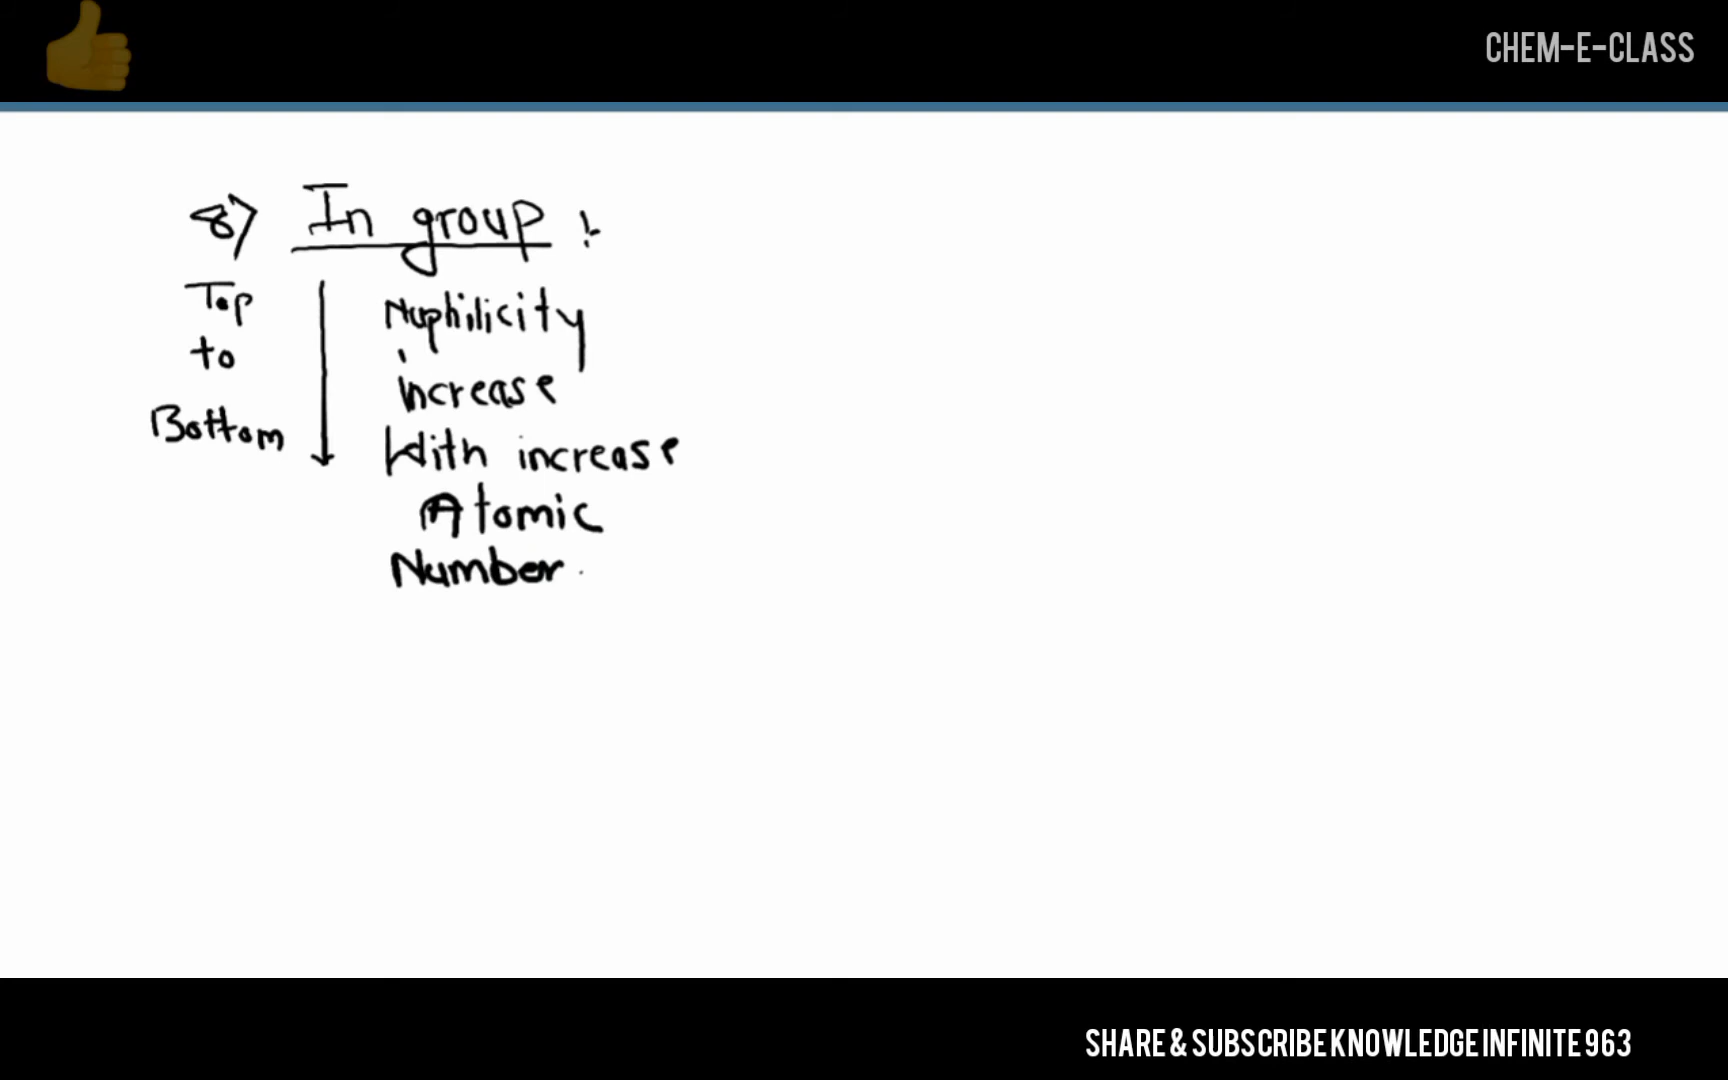 CHEM-E-CLASS
8) In group :-
Top
to
Bottom
Nuphilicity
increase
With increase
Atomic
Number.
SHARE & SUBSCRIBE KNOWLEDGE INFINITE 963